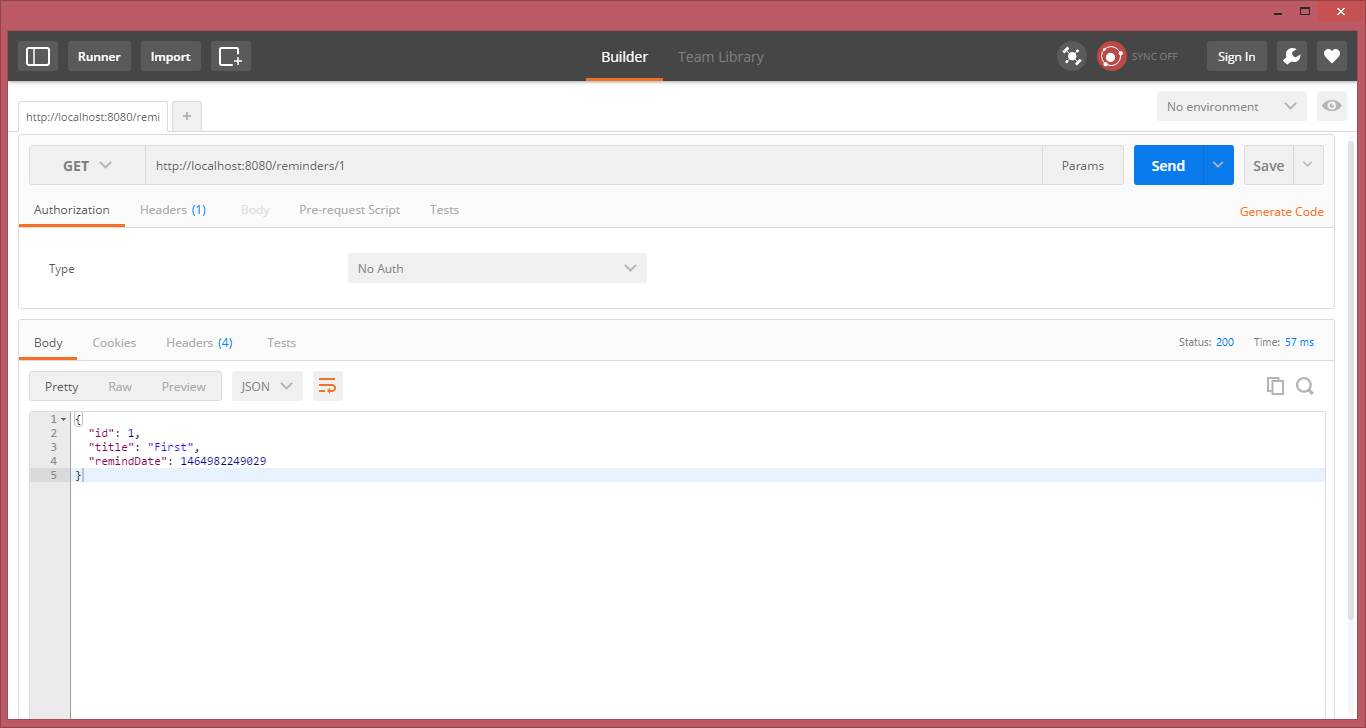 Runner Import Builder Team Library SYNC OFF Sign In
http://localhost:8080/remi + No environment
GET http://localhost:8080/reminders/1 Params Send Save
Authorization Headers (1) Body Pre-request Script Tests Generate Code
Type No Auth
Body Cookies Headers (4) Tests Status: 200 Time: 57 ms
Pretty Raw Preview JSON
1 {
2 "id": 1,
3 "title": "First",
4 "remindDate": 1464982249029
5 }